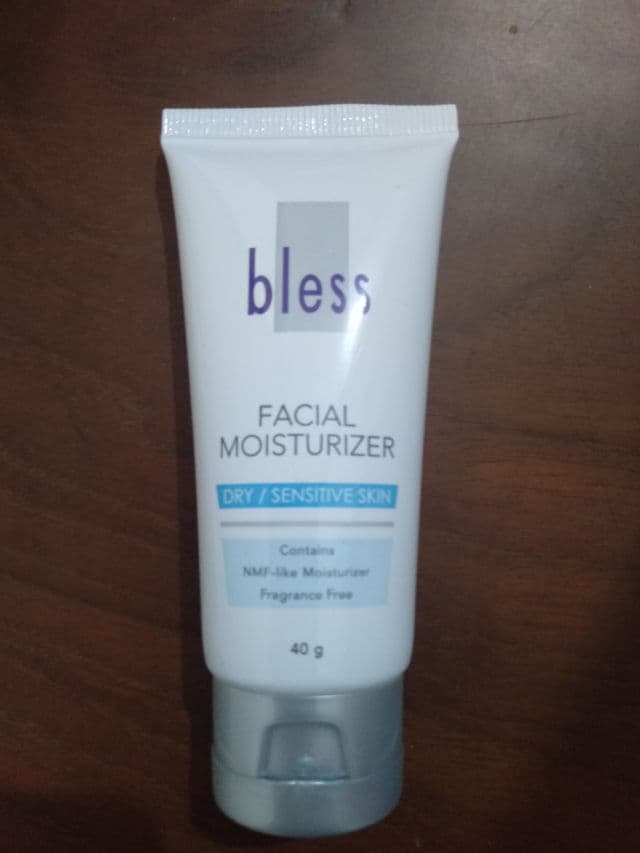 bless
FACIAL
MOISTURIZER
DRY / SENSITIVE SKIN
Contains
NMF-like Moisturizer
Fragrance Free
40 g